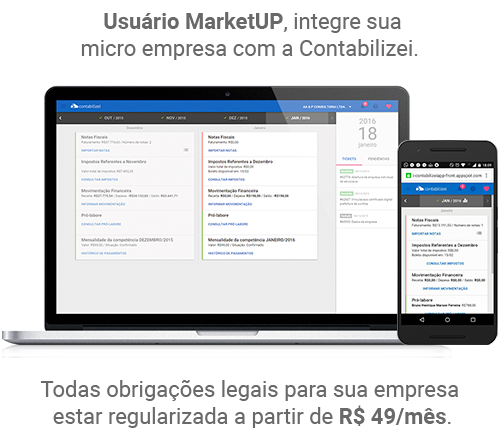 Usuário MarketUP, integre sua
micro empresa com a Contabilizei.
contabilizei
OUT / 2015
NOV / 2015
DEZ / 2015
JAN / 2016
Dezembro
Janeiro
Notas Fiscais
IMPORTAR NOTAS
Impostos Referentes a Novembro
CONSULTAR IMPOSTOS
Movimentação Financeira
INFORMAR MOVIMENTAÇÃO
Pró-labore
CONSULTAR PRÓ-LABORE
Mensalidade da competência DEZEMBRO/2015
HISTÓRICO DE PAGAMENTOS
Notas Fiscais
IMPORTAR NOTAS
Impostos Referentes a Dezembro
CONSULTAR IMPOSTOS
Movimentação Financeira
INFORMAR MOVIMENTAÇÃO
Pró-labore
CONSULTAR PRÓ-LABORE
Mensalidade da competência JANEIRO/2016
HISTÓRICO DE PAGAMENTOS
2016
18
janeiro
TICKETS
PENDÊNCIAS
contabilizei
JAN / 2016
Notas Fiscais
IMPORTAR NOTAS
Impostos Referentes a Dezembro
CONSULTAR IMPOSTOS
Movimentação Financeira
INFORMAR MOVIMENTAÇÃO
Pró-labore
Todas obrigações legais para sua empresa
estar regularizada a partir de R$ 49/mês.